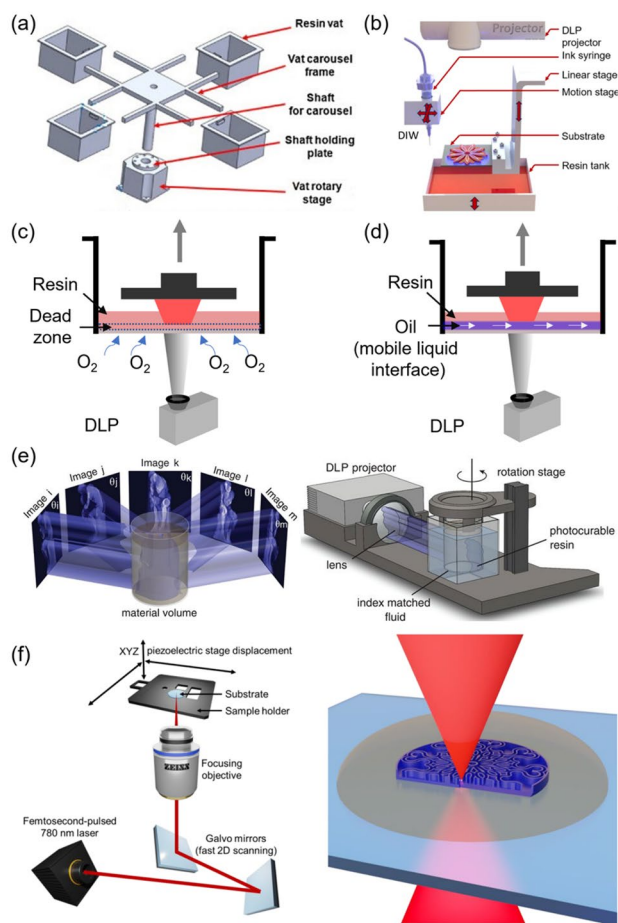 (a)
Resin vat
Vat carousel
frame
Shaft
for carousel
Shaft holding
plate
Vat rotary
stage
(b)
Projector
DLP
projector
Ink syringe
Linear stage
Motion stage
DIW
Substrate
Resin tank
(c)
Resin
Dead
zone
O₂ O₂ O₂ O₂
DLP
(d)
Resin
Oil
(mobile liquid
interface)
DLP
(e)
Image i
θi
Image j
θj
Image k
θk
Image l
θl
Image m
θm
material volume
DLP projector
rotation stage
lens
photocurable
resin
index matched
fluid
(f)
XYZ piezoelectric stage displacement
Substrate
Sample holder
ZEISS
Focusing
objective
Femtosecond-pulsed
780 nm laser
Galvo mirrors
(fast 2D scanning)